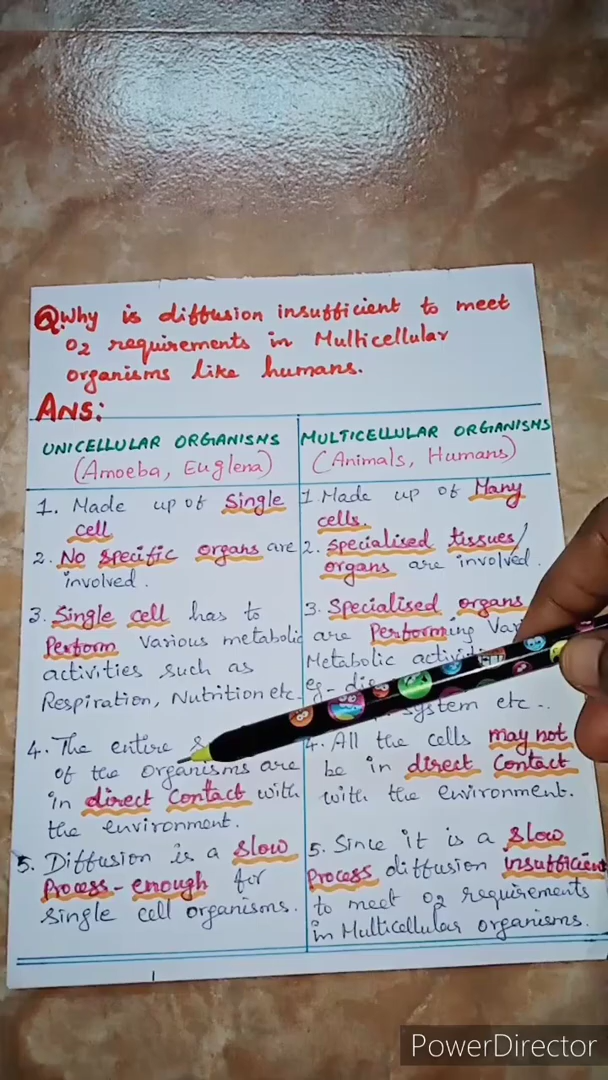 Q. Why is diffusion insufficient to meet
O2 requirements in Multicellular
organisms like humans.
Ans:
UNICELLULAR ORGANISMS
(Amoeba, Euglena)
1. Made up of Single
cell
2. No specific organs are
involved.
3. Single cell has to
Perform Various metabolic
activities such as
Respiration, Nutrition etc-
4. The entire
of the organisms are
in direct contact with
the environment.
5. Diffusion is a slow
Process-enough for
single cell organisms.
MULTICELLULAR ORGANISMS
(Animals, Humans)
1 Made up of Many
cells.
2. Specialised tissues/
organs are involved.
3. Specialised organs
are Performing
Metabolic
eg-
system etc-.
4. All the cells may not
be in direct contact
with the environment.
5. Since it is a slow
Process diffusion insufficient
to meet O2 requirements
in Multicellular organisms.
PowerDirector